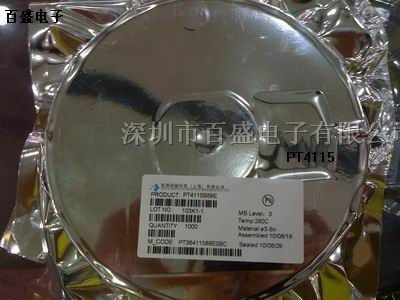 百盛电子
深圳市百盛电子有限公司
PT4115
PRODUCT: PT4115B89E
LOT NO. 103K1-1
QUANTITY: 1000
M_CODE: PT36411589E0BC
MS Level: 3
Temp:260C
Material:e3-Sn
Assembled:10/06/19
Sealed:10/06/29